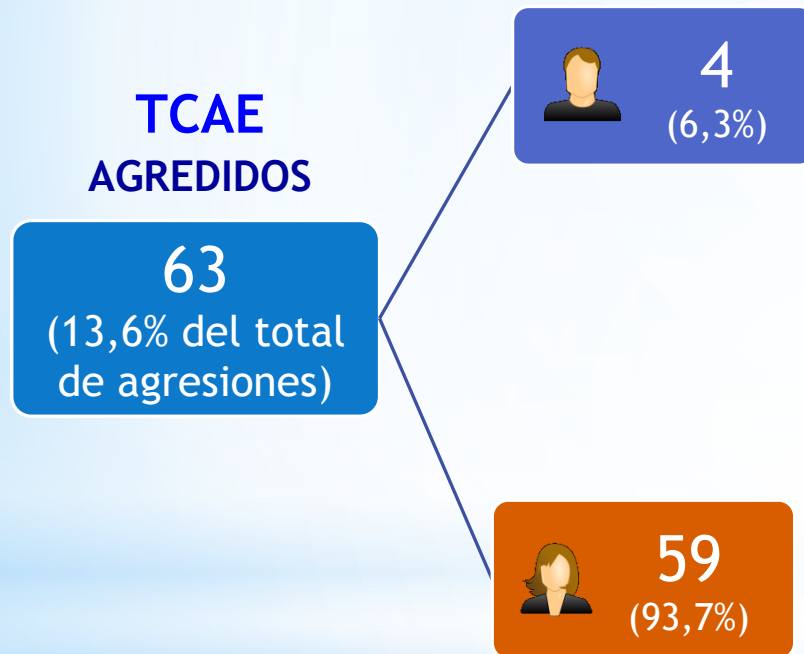 TCAE
AGREDIDOS
63
(13,6% del total
de agresiones)
4
(6,3%)
59
(93,7%)